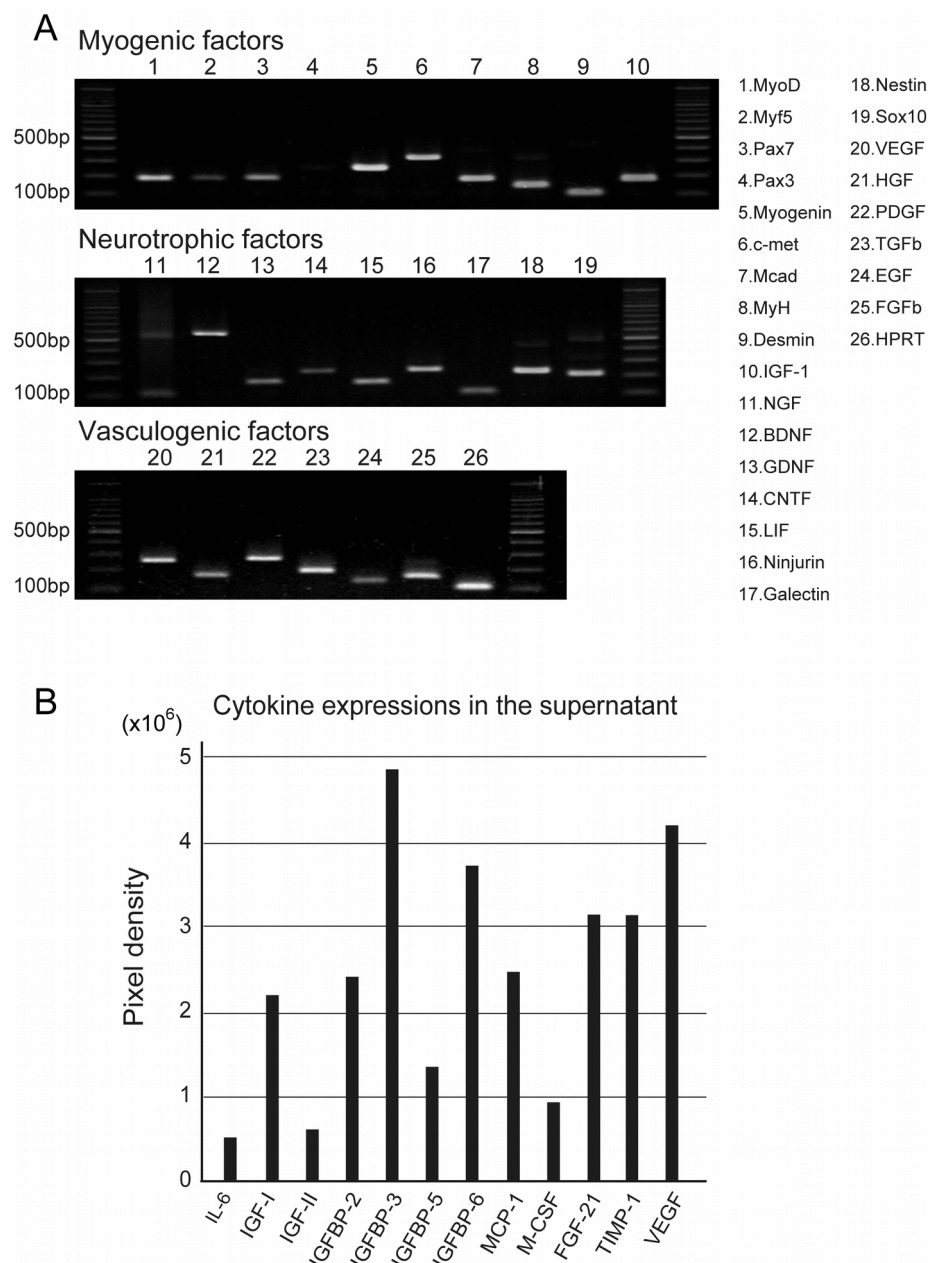 A
Myogenic factors
1 2 3 4 5 6 7 8 9 10
500bp
100bp
Neurotrophic factors
11 12 13 14 15 16 17 18 19
500bp
100bp
Vasculogenic factors
20 21 22 23 24 25 26
500bp
100bp
1.MyoD
2.Myf5
3.Pax7
4.Pax3
5.Myogenin
6.c-met
7.Mcad
8.MyH
9.Desmin
10.IGF-1
11.NGF
12.BDNF
13.GDNF
14.CNTF
15.LIF
16.Ninjurin
17.Galectin
18.Nestin
19.Sox10
20.VEGF
21.HGF
22.PDGF
23.TGFb
24.EGF
25.FGFb
26.HPRT
B
Cytokine expressions in the supernatant
(x10⁶)
Pixel density
5
4
3
2
1
0
IL-6
IGF-I
IGF-II
IGFBP-2
IGFBP-3
IGFBP-5
IGFBP-6
MCP-1
M-CSF
FGF-21
TIMP-1
VEGF